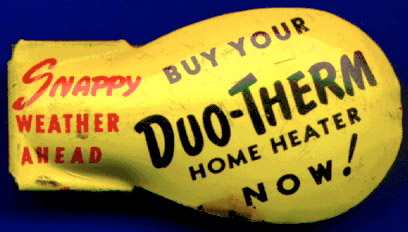 SNAPPY
WEATHER
AHEAD
BUY YOUR
DUO-THERM
HOME HEATER
NOW!